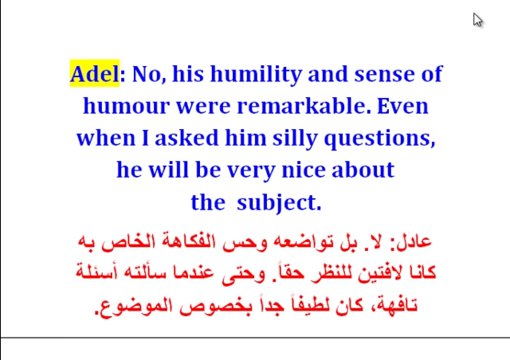 Adel: No, his humility and sense of
humour were remarkable. Even
when I asked him silly questions,
he will be very nice about
the subject.
عادل: لا. بل تواضعه وحس الفكاهة الخاص به
كانا لافتين للنظر حقاً. وحتى عندما سألته أسئلة
تافهة، كان لطيفاً جداً بخصوص الموضوع.